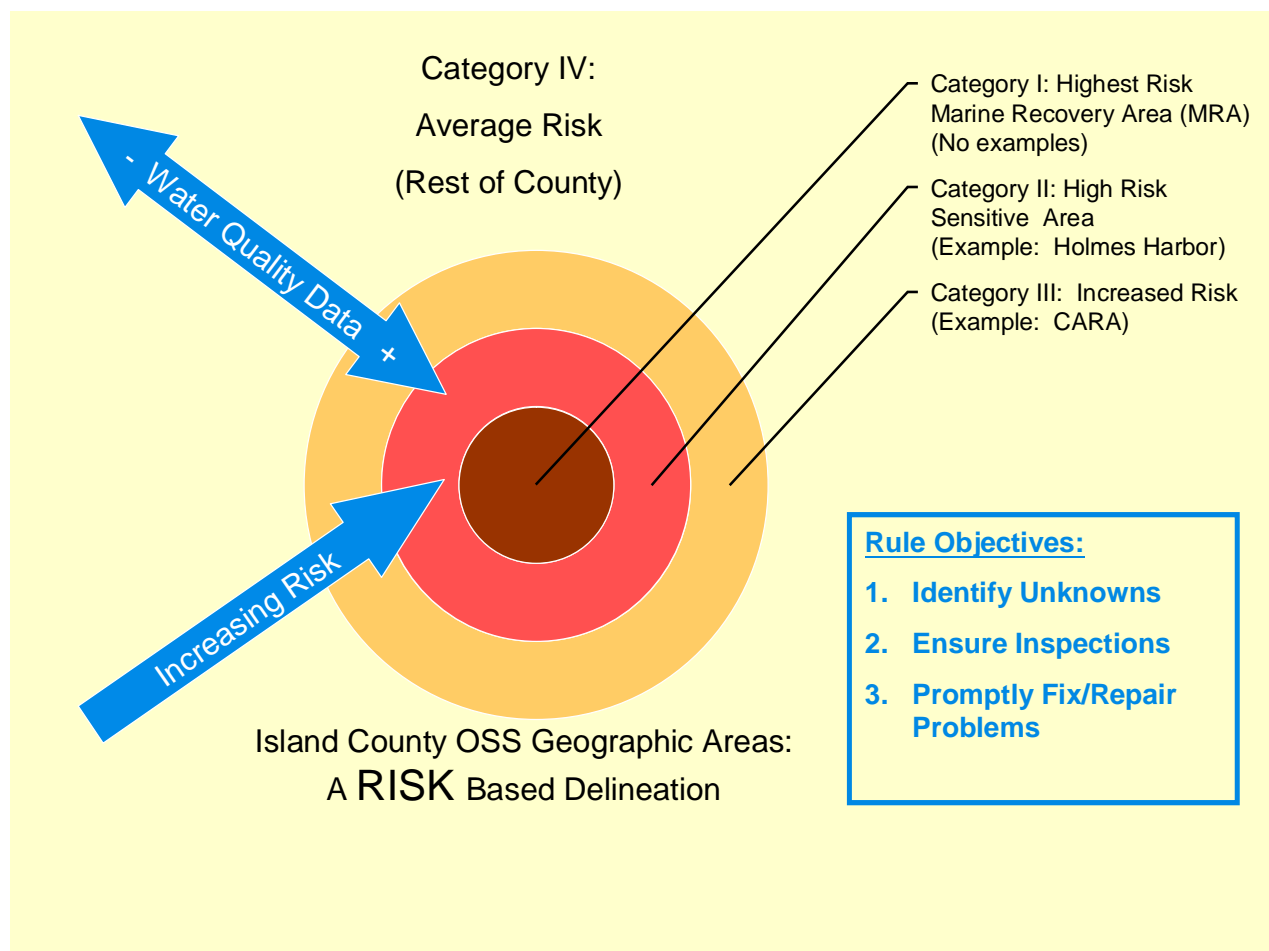 Category IV:
Average Risk
(Rest of County)
Category I: Highest Risk
Marine Recovery Area (MRA)
(No examples)
Category II: High Risk
Sensitive Area
(Example: Holmes Harbor)
Category III: Increased Risk
(Example: CARA)
- Water Quality Data +
Increasing Risk
Rule Objectives:
1. Identify Unknowns
2. Ensure Inspections
3. Promptly Fix/Repair
Problems
Island County OSS Geographic Areas:
A RISK Based Delineation